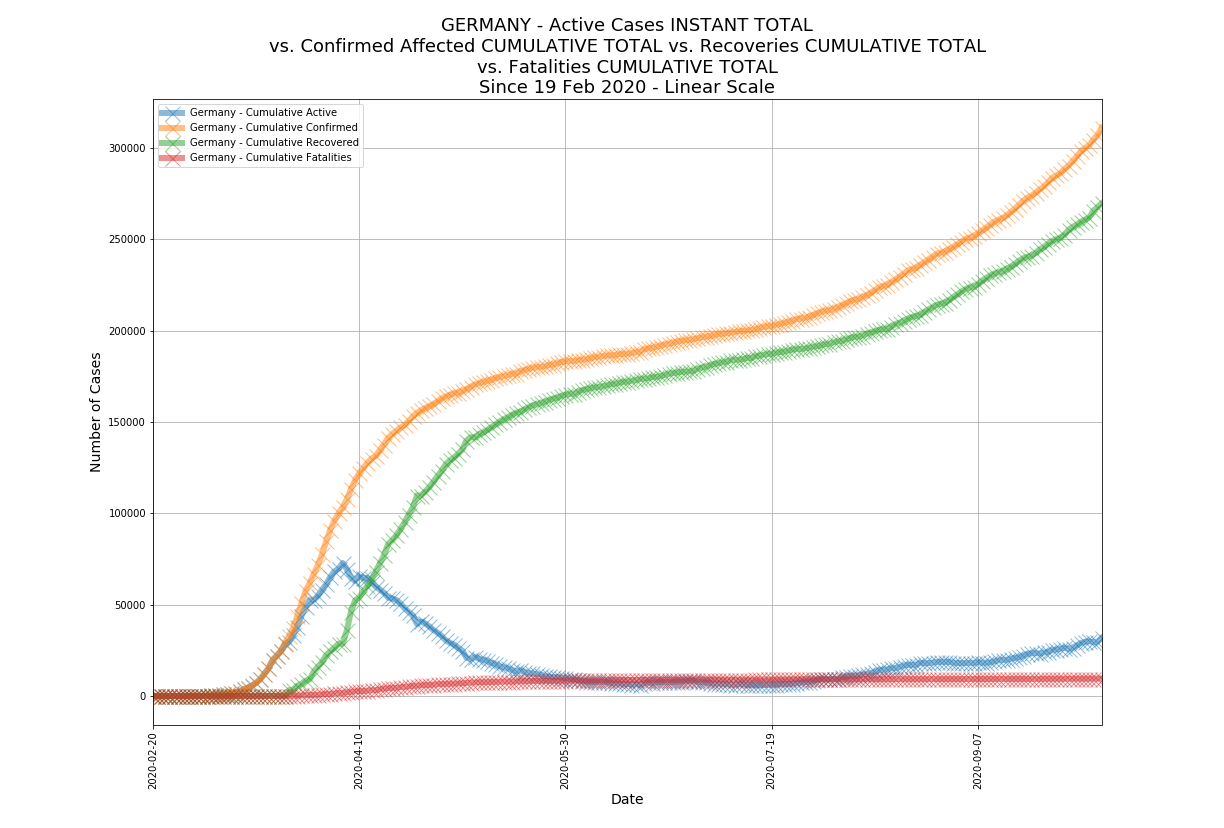 GERMANY - Active Cases INSTANT TOTAL
vs. Confirmed Affected CUMULATIVE TOTAL vs. Recoveries CUMULATIVE TOTAL
vs. Fatalities CUMULATIVE TOTAL
Since 19 Feb 2020 - Linear Scale
Germany - Cumulative Active
Germany - Cumulative Confirmed
Germany - Cumulative Recovered
Germany - Cumulative Fatalities
Number of Cases
300000
250000
200000
150000
100000
50000
0
2020-02-20
2020-04-10
2020-05-30
2020-07-19
2020-09-07
Date